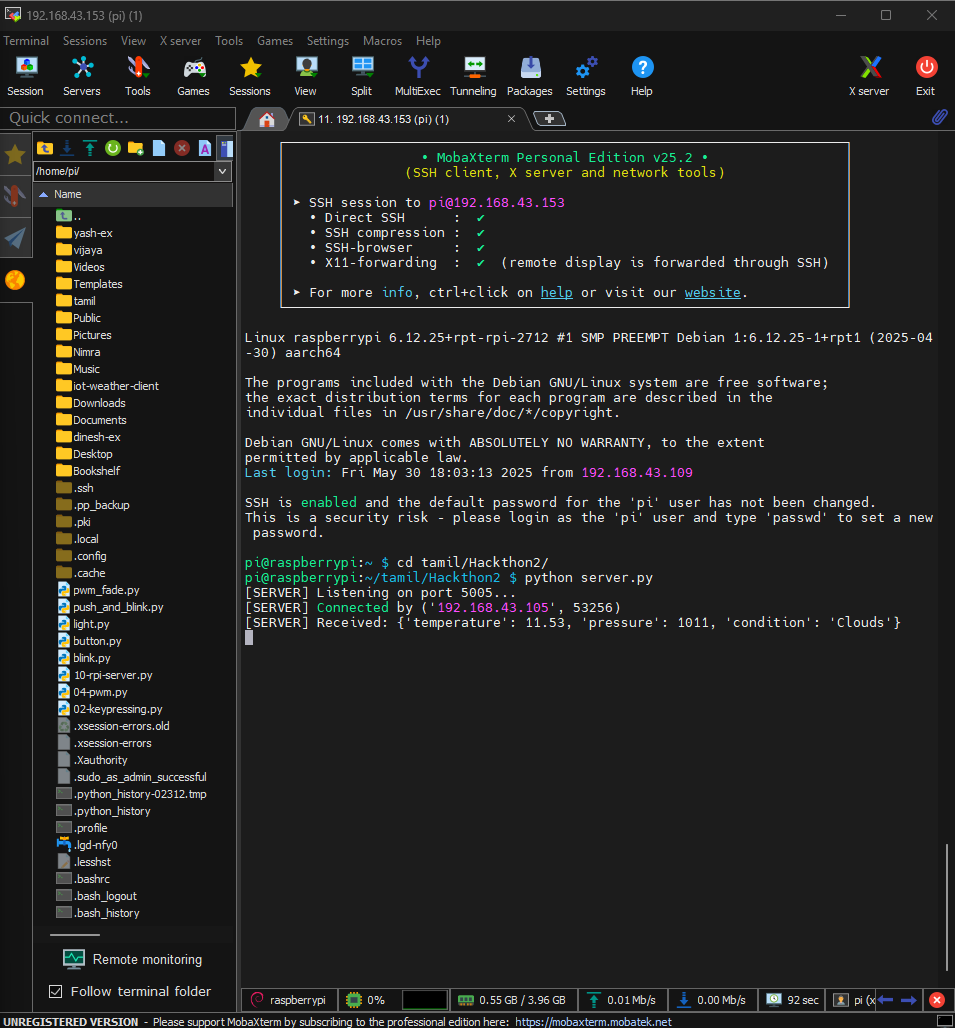 192.168.43.153 (pi) (1)
Terminal Sessions View X server Tools Games Settings Macros Help
Session Servers Tools Games Sessions View Split MultiExec Tunneling Packages Settings Help X server Exit
Quick connect...
11. 192.168.43.153 (pi) (1)
/home/pi/
Name
..
yash-ex
vijaya
Videos
Templates
tamil
Public
Pictures
Nimra
Music
iot-weather-client
Downloads
Documents
dinesh-ex
Desktop
Bookshelf
.ssh
.pp_backup
.pki
.local
.config
.cache
pwm_fade.py
push_and_blink.py
light.py
button.py
blink.py
10-rpi-server.py
04-pwm.py
02-keypressing.py
.xsession-errors.old
.xsession-errors
.Xauthority
.sudo_as_admin_successful
.python_history-02312.tmp
.python_history
.profile
.lgd-nfy0
.lesshst
.bashrc
.bash_logout
.bash_history
Remote monitoring
Follow terminal folder
• MobaXterm Personal Edition v25.2 •
(SSH client, X server and network tools)
➤ SSH session to pi@192.168.43.153
• Direct SSH : ✔
• SSH compression : ✔
• SSH-browser : ✔
• X11-forwarding : ✔ (remote display is forwarded through SSH)
➤ For more info, ctrl+click on help or visit our website.
Linux raspberrypi 6.12.25+rpt-rpi-2712 #1 SMP PREEMPT Debian 1:6.12.25-1+rpt1 (2025-04
-30) aarch64
The programs included with the Debian GNU/Linux system are free software;
the exact distribution terms for each program are described in the
individual files in /usr/share/doc/*/copyright.
Debian GNU/Linux comes with ABSOLUTELY NO WARRANTY, to the extent
permitted by applicable law.
Last login: Fri May 30 18:03:13 2025 from 192.168.43.109
SSH is enabled and the default password for the 'pi' user has not been changed.
This is a security risk - please login as the 'pi' user and type 'passwd' to set a new
password.
pi@raspberrypi:~ $ cd tamil/Hackthon2/
pi@raspberrypi:~/tamil/Hackthon2 $ python server.py
[SERVER] Listening on port 5005...
[SERVER] Connected by ('192.168.43.105', 53256)
[SERVER] Received: {'temperature': 11.53, 'pressure': 1011, 'condition': 'Clouds'}
raspberrypi 0% 0.55 GB / 3.96 GB 0.01 Mb/s 0.00 Mb/s 92 sec pi (x
UNREGISTERED VERSION - Please support MobaXterm by subscribing to the professional edition here: https://mobaxterm.mobatek.net